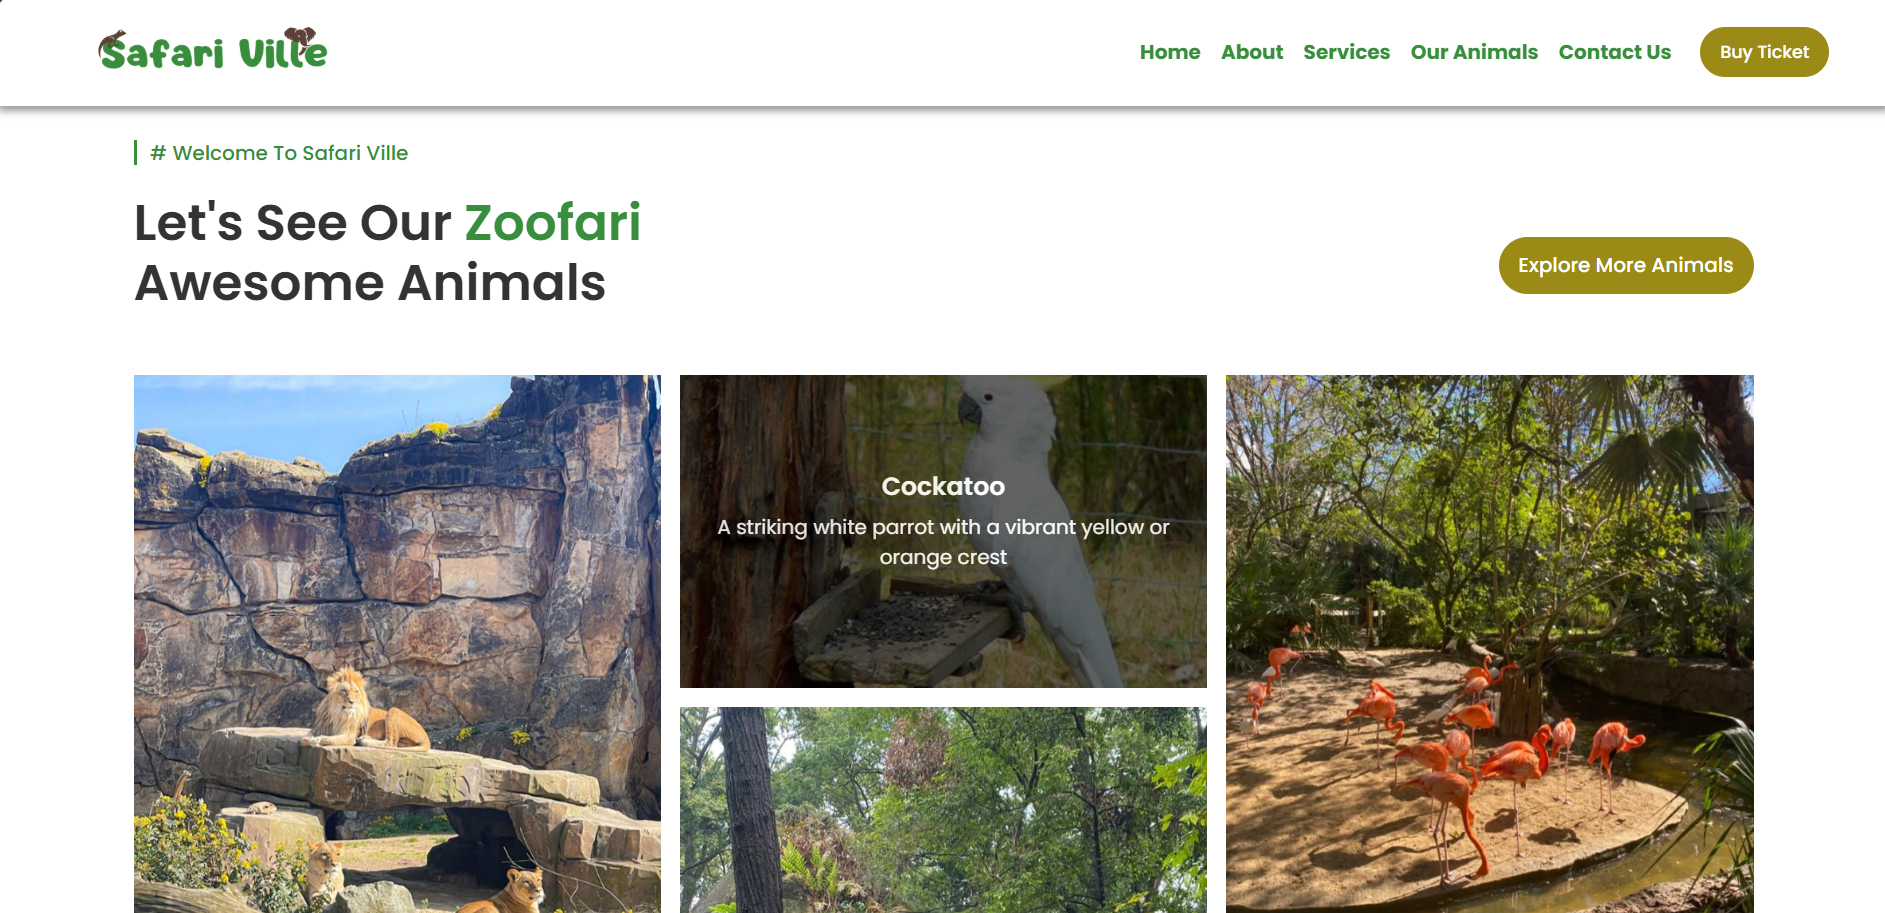 Safari Ville
Home About Services Our Animals Contact Us Buy Ticket
# Welcome To Safari Ville
Let's See Our Zoofari
Awesome Animals
Explore More Animals
Cockatoo
A striking white parrot with a vibrant yellow or
orange crest